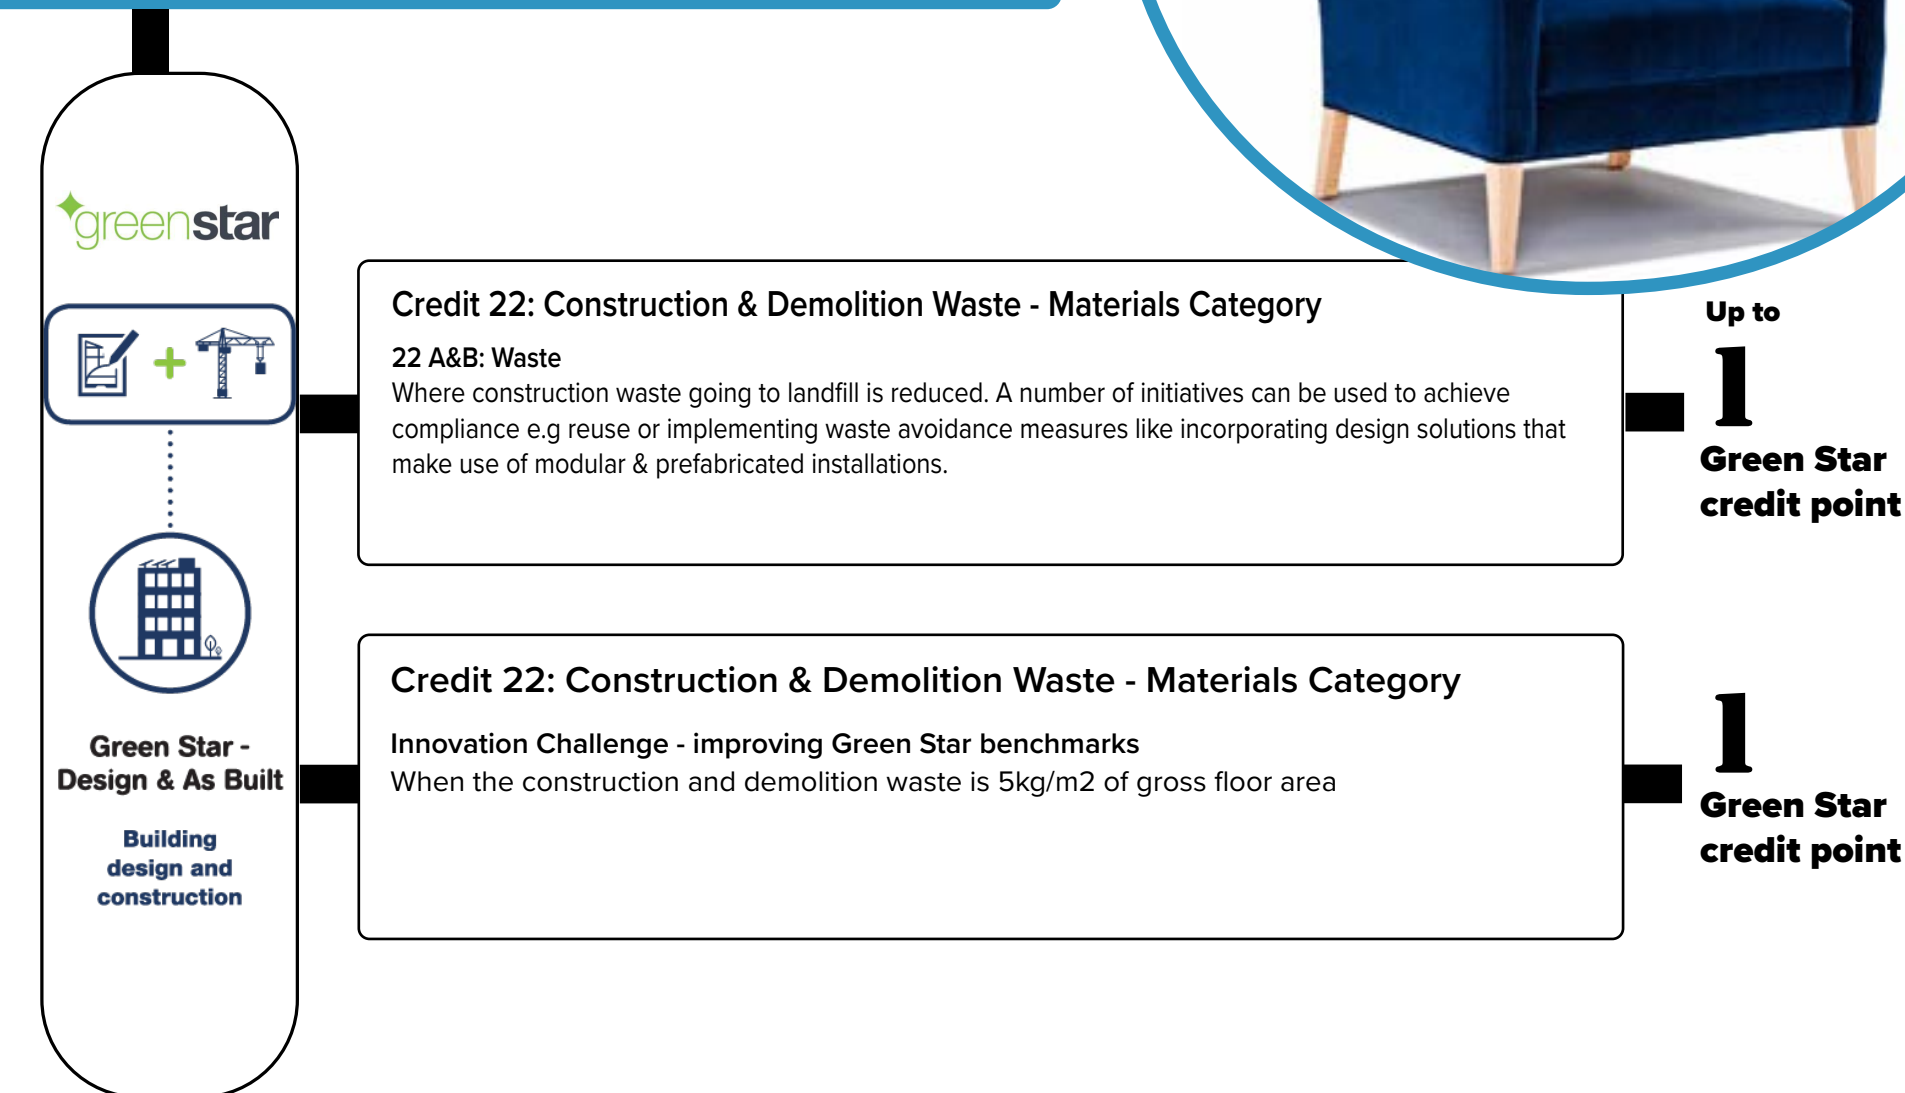 greenstar
Green Star -
Design & As Built
Building
design and
construction
Credit 22: Construction & Demolition Waste - Materials Category
22 A&B: Waste
Where construction waste going to landfill is reduced. A number of initiatives can be used to achieve
compliance e.g reuse or implementing waste avoidance measures like incorporating design solutions that
make use of modular & prefabricated installations.
Up to
1
Green Star
credit point
Credit 22: Construction & Demolition Waste - Materials Category
Innovation Challenge - improving Green Star benchmarks
When the construction and demolition waste is 5kg/m2 of gross floor area
1
Green Star
credit point